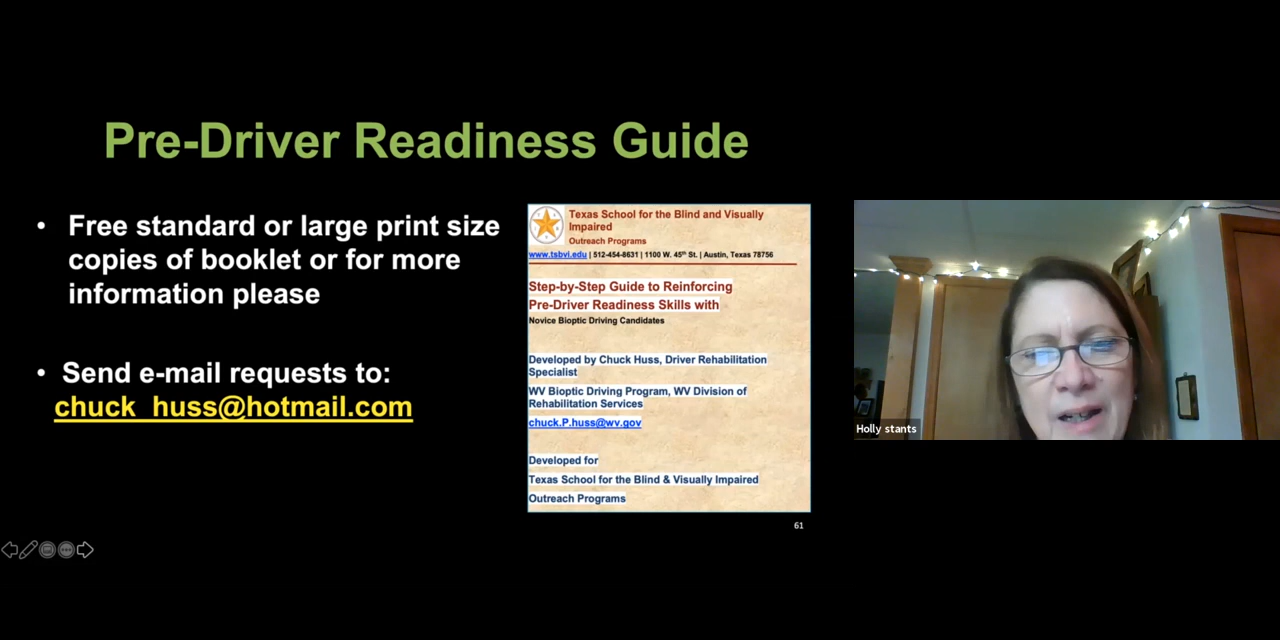 Pre-Driver Readiness Guide
• Free standard or large print size
copies of booklet or for more
information please
• Send e-mail requests to:
chuck_huss@hotmail.com
Texas School for the Blind and Visually
Impaired
Outreach Programs
www.tsbvi.edu | 512-454-8631 | 1100 W. 45th St. | Austin, Texas 78756
Step-by-Step Guide to Reinforcing
Pre-Driver Readiness Skills with
Novice Bioptic Driving Candidates
Developed by Chuck Huss, Driver Rehabilitation
Specialist
WV Bioptic Driving Program, WV Division of
Rehabilitation Services
chuck.P.huss@wv.gov
Developed for
Texas School for the Blind & Visually Impaired
Outreach Programs
61
Holly stants